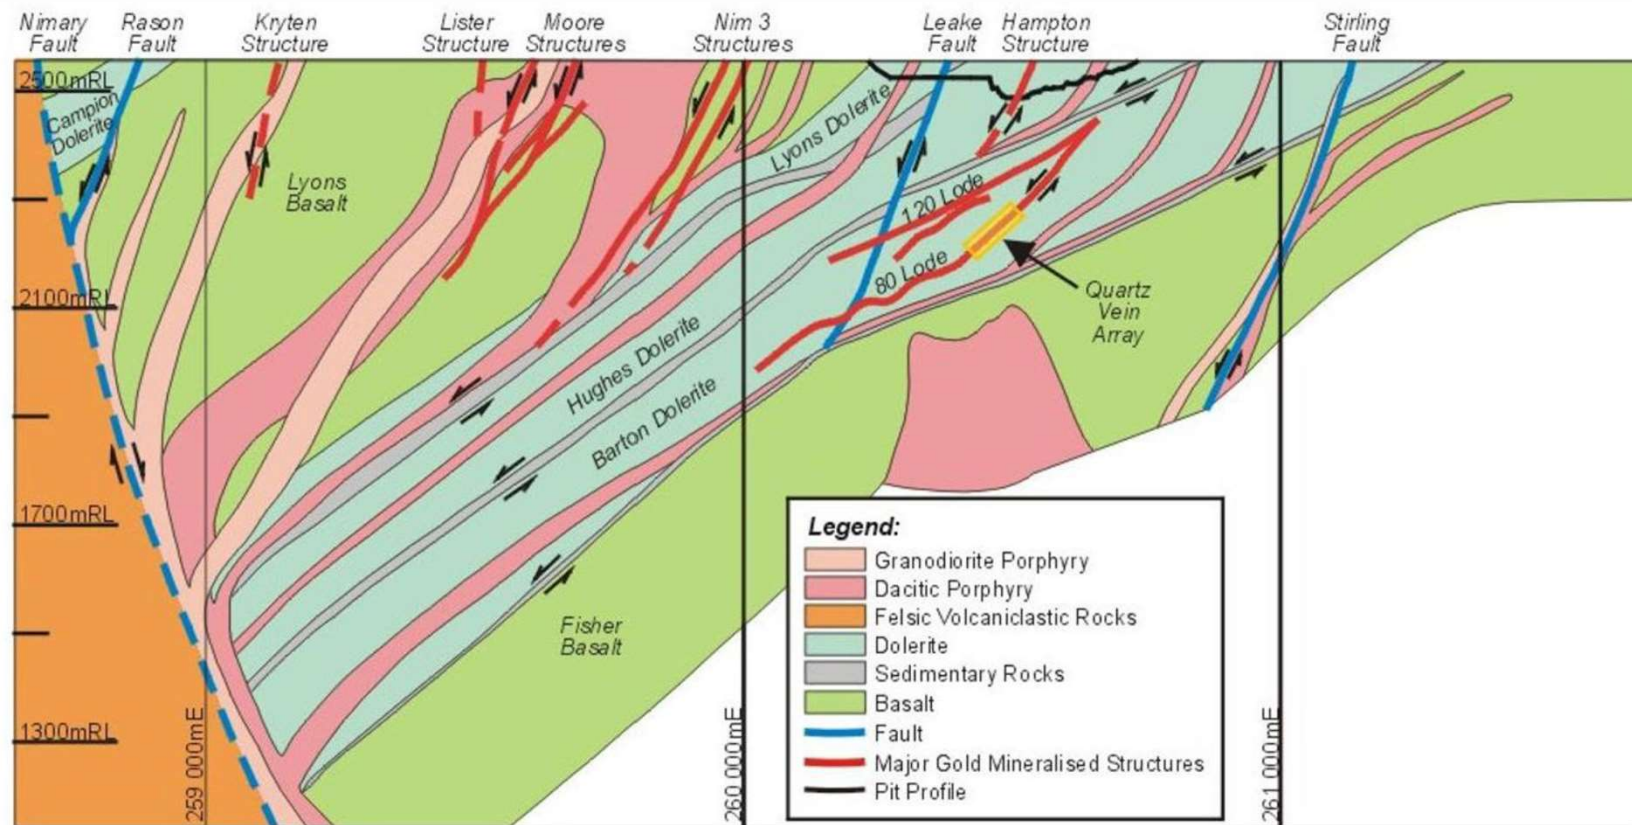 Nimary
Fault
Rason
Fault
Kryten
Structure
Lister
Structure
Moore
Structures
Nim 3
Structures
Leake
Fault
Hampton
Structure
Stirling
Fault
2500mRL
Campion
Dolerite
Lyons
Basalt
Lyons Dolerite
120 Lode
80 Lode
2100mRL
Quartz
Vein
Array
Hughes Dolerite
Barton Dolerite
1700mRL
Fisher
Basalt
1300mRL
259 000mE
260 000mE
261 000mE
Legend:
Granodiorite Porphyry
Dacitic Porphyry
Felsic Volcaniclastic Rocks
Dolerite
Sedimentary Rocks
Basalt
Fault
Major Gold Mineralised Structures
Pit Profile